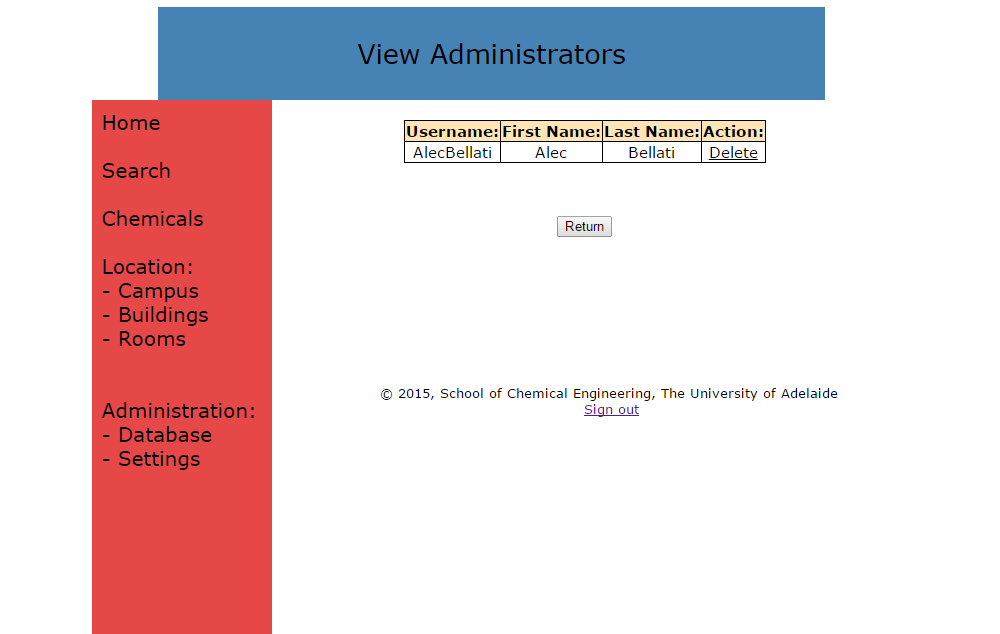 View Administrators
Home
Search
Chemicals
Location:
- Campus
- Buildings
- Rooms
Administration:
- Database
- Settings
Username: First Name: Last Name: Action:
AlecBellati Alec Bellati Delete
Return
© 2015, School of Chemical Engineering, The University of Adelaide
Sign out